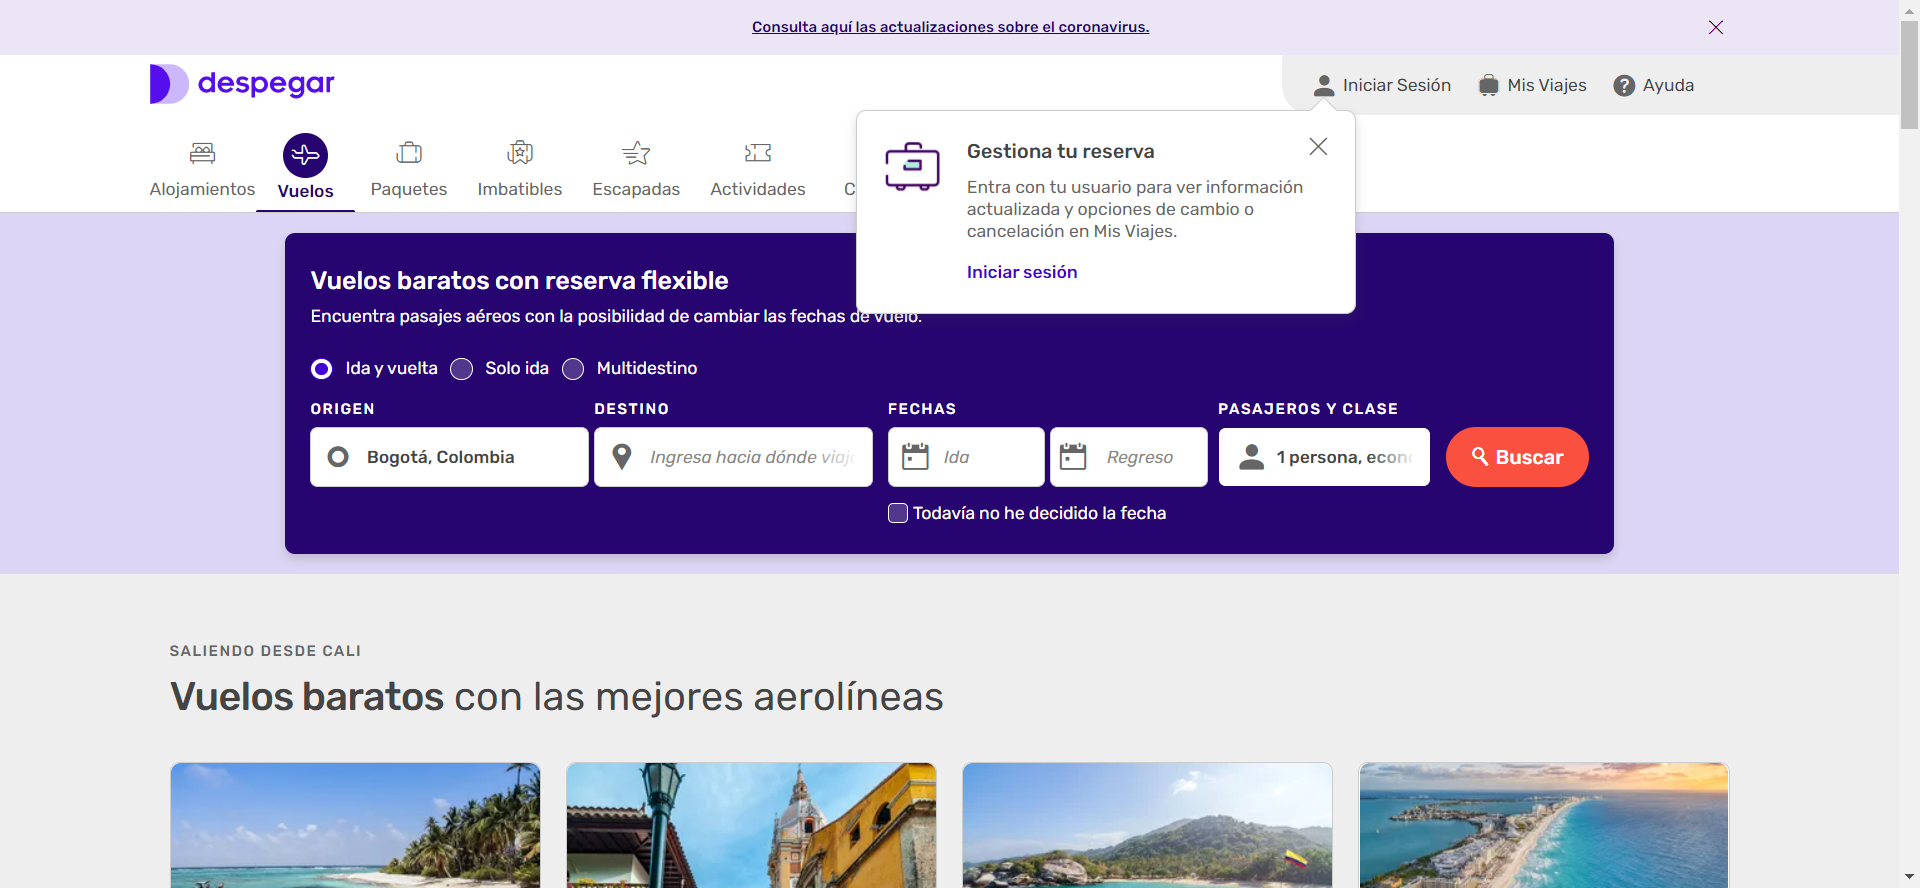 Consulta aquí las actualizaciones sobre el coronavirus.
despegar
Iniciar Sesión
Mis Viajes
Ayuda
Alojamientos
Vuelos
Paquetes
Imbatibles
Escapadas
Actividades
C
Gestiona tu reserva
Entra con tu usuario para ver información
actualizada y opciones de cambio o
cancelación en Mis Viajes.
Iniciar sesión
Vuelos baratos con reserva flexible
Encuentra pasajes aéreos con la posibilidad de cambiar las fechas de vuelo.
Ida y vuelta
Solo ida
Multidestino
ORIGEN
DESTINO
FECHAS
PASAJEROS Y CLASE
Bogotá, Colombia
Ingresa hacia dónde viaj
Ida
Regreso
1 persona, econ
Buscar
Todavía no he decidido la fecha
SALIENDO DESDE CALI
Vuelos baratos con las mejores aerolíneas